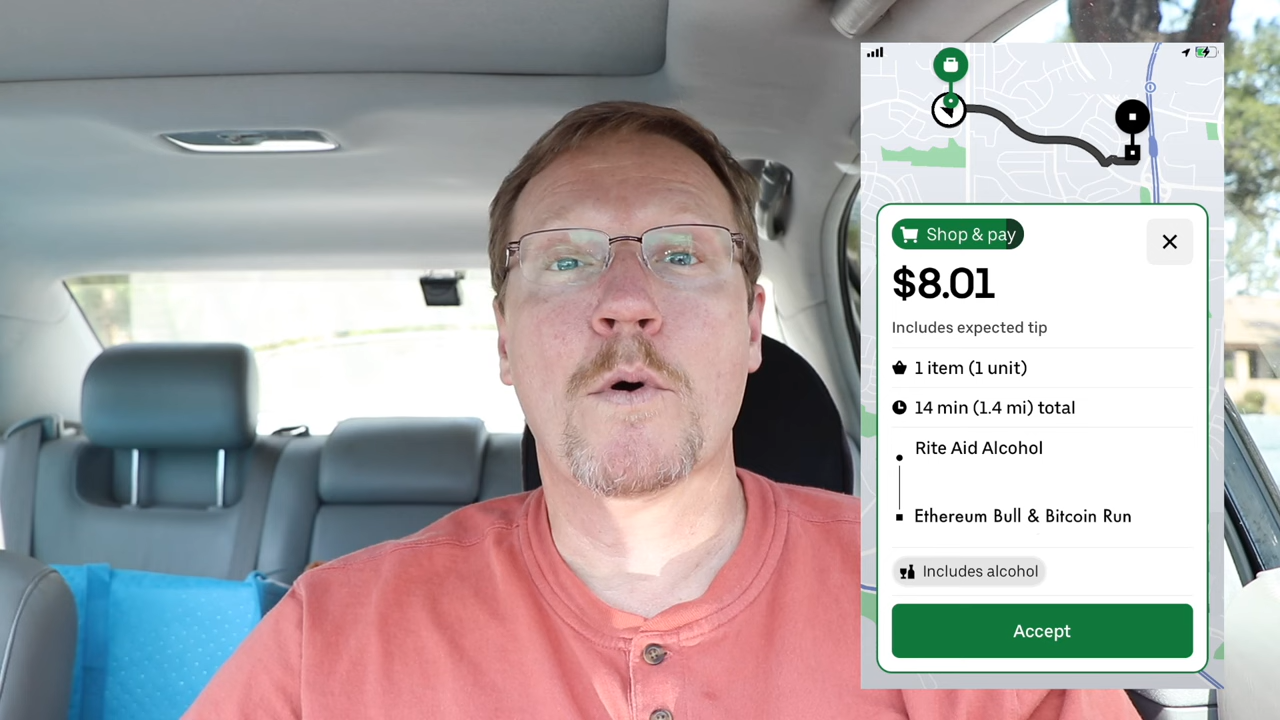 Shop & pay
$8.01
Includes expected tip
1 item (1 unit)
14 min (1.4 mi) total
Rite Aid Alcohol
Ethereum Bull & Bitcoin Run
Includes alcohol
Accept